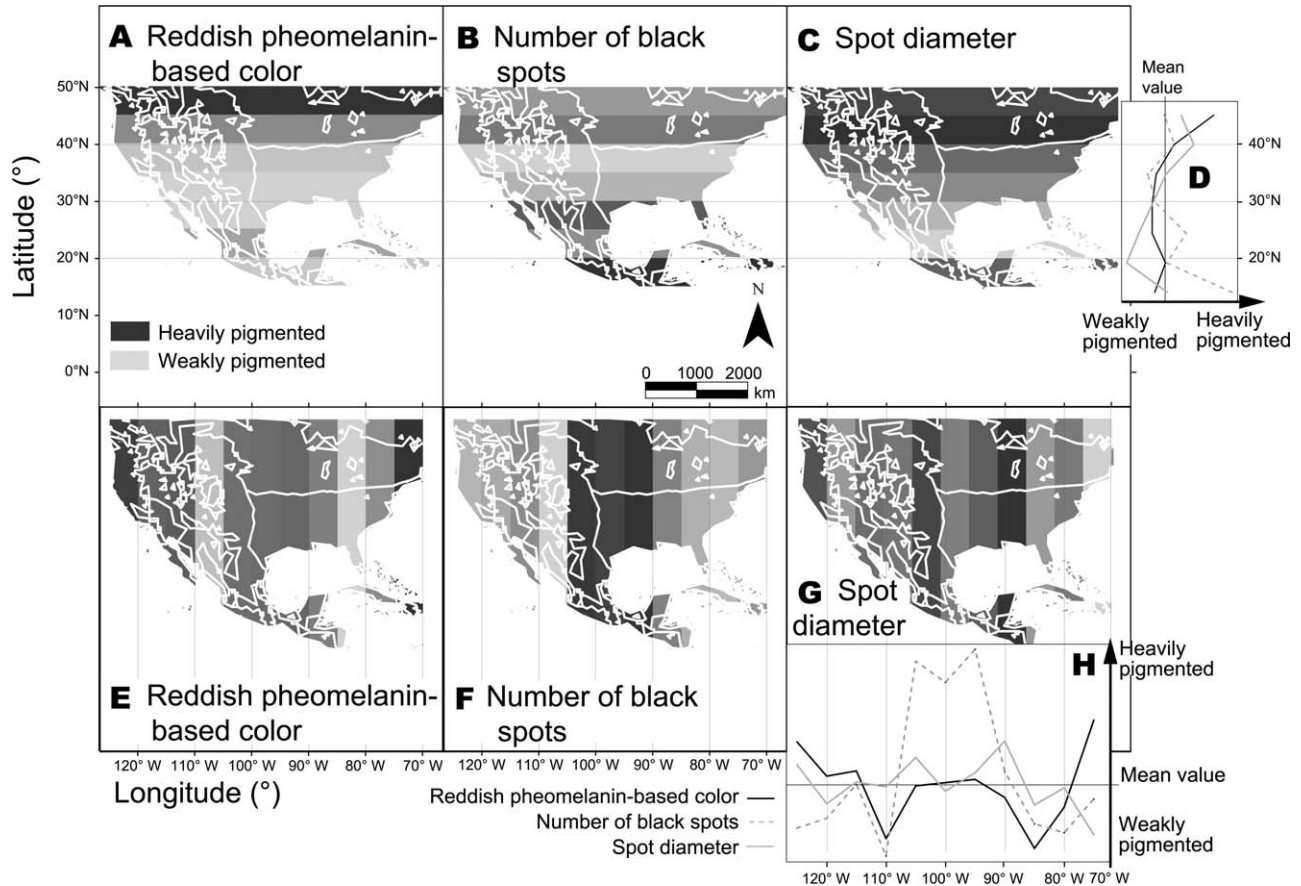 A Reddish pheomelanin-
based color
B Number of black
spots
C Spot diameter
Mean
value
50°N
40°N
30°N
20°N
10°N
0°N
Latitude (°)
Heavily pigmented
Weakly pigmented
N
0 1000 2000
km
D
40°N
30°N
20°N
Weakly
pigmented
Heavily
pigmented
E Reddish pheomelanin-
based color
F Number of black
spots
G Spot
diameter
H
Heavily
pigmented
Mean value
Weakly
pigmented
120° W 110° W 100° W 90° W 80° W 70° W
120° W 110° W 100° W 90° W 80° W 70° W
Longitude (°)
Reddish pheomelanin-based color
Number of black spots
Spot diameter
120° W 100° W 90° W 80° W 70° W